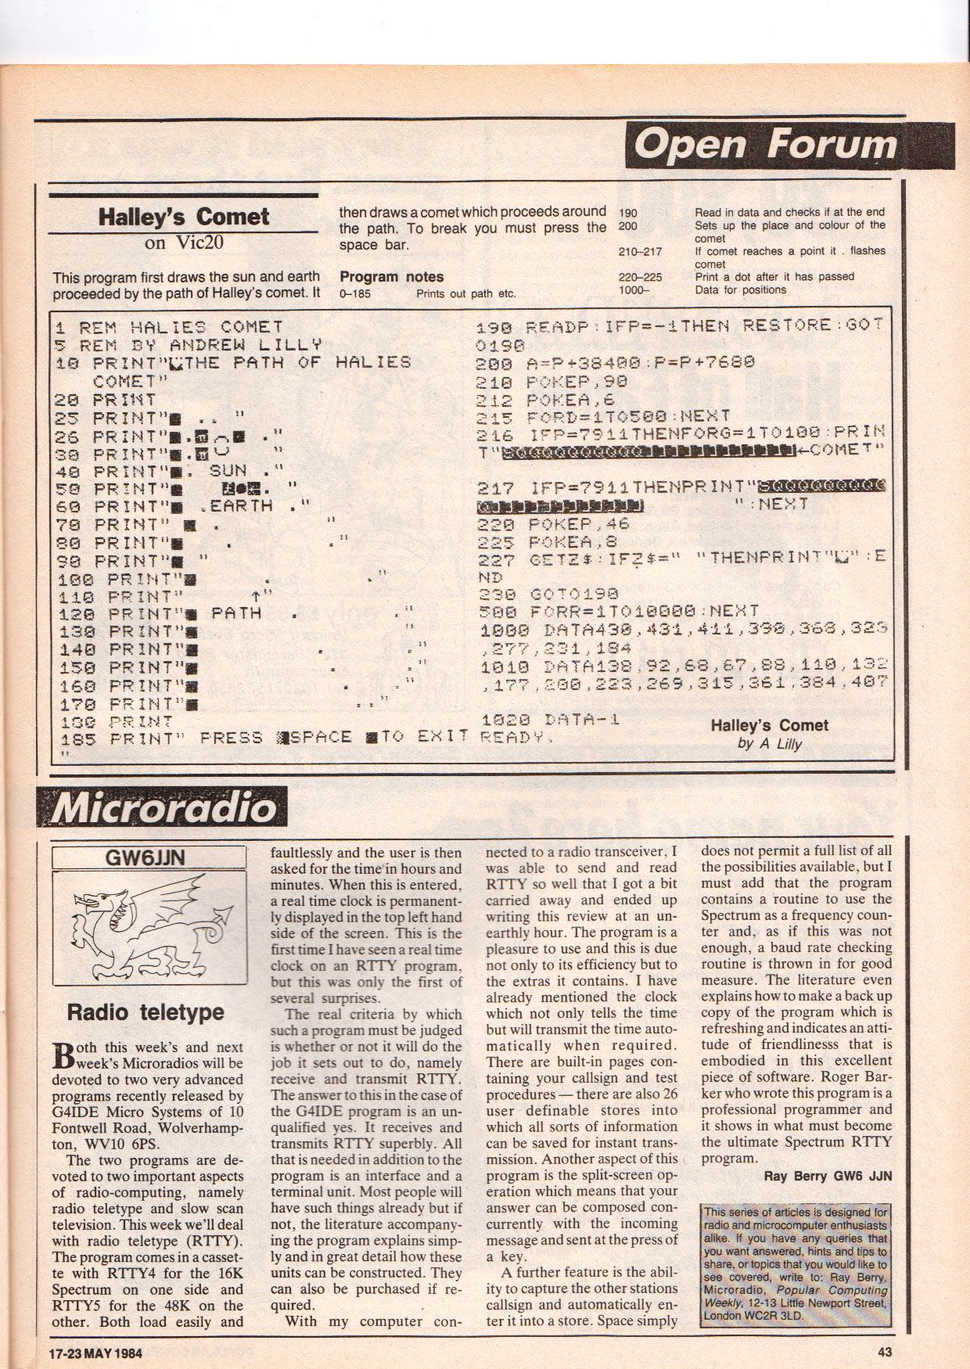 Open Forum
Halley's Comet
on Vic20
This program first draws the sun and earth
proceeded by the path of Halley's comet. It
then draws a comet which proceeds around
the path. To break you must press the
space bar.
Program notes
0–185 Prints out path etc.
190 Read in data and checks if at the end
200 Sets up the place and colour of the
comet
210–217 If comet reaches a point it . flashes
comet
220–225 Print a dot after it has passed
1000– Data for positions
1 REM HALIES COMET
5 REM BY ANDREW LILLY
10 PRINT"THE PATH OF HALIES
COMET"
20 PRINT
25 PRINT"■ .. "
26 PRINT"■. ■ ."
30 PRINT"■. "
40 PRINT"■. SUN ."
50 PRINT"■ . "
60 PRINT"■ .EARTH ."
70 PRINT" ■ .
80 PRINT"■ . ."
90 PRINT"■ "
100 PRINT"■ . ."
110 PRINT" ↑"
120 PRINT"■ PATH . ."
130 PRINT"■ "
140 PRINT"■ . ."
150 PRINT"■ . ."
160 PRINT"■ . ."
170 PRINT"■ .."
180 PRINT
185 PRINT" PRESS SPACE ■TO EXIT
"
190 READP:IFP=-1THEN RESTORE:GOT
O190
200 A=P+38400:P=P+7680
210 POKEP,90
212 POKEA,6
215 FORD=1TO500:NEXT
216 IFP=7911THENFORG=1TO100:PRIN
T"←COMET"
217 IFP=7911THENPRINT"
":NEXT
220 POKEP,46
225 POKEA,8
227 GETZ$:IFZ$=" "THENPRINT"":E
ND
230 GOTO190
500 FORR=1TO10000:NEXT
1000 DATA430,431,411,390,368,323
,277,231,184
1010 DATA138,92,68,67,88,110,132
,177,200,223,269,315,361,384,407
1020 DATA-1
READY.
Halley's Comet
by A Lilly
Microradio
GW6JJN
Radio teletype
Both this week's and next
week's Microradios will be
devoted to two very advanced
programs recently released by
G4IDE Micro Systems of 10
Fontwell Road, Wolverhamp-
ton, WV10 6PS.
The two programs are de-
voted to two important aspects
of radio-computing, namely
radio teletype and slow scan
television. This week we'll deal
with radio teletype (RTTY).
The program comes in a casset-
te with RTTY4 for the 16K
Spectrum on one side and
RTTY5 for the 48K on the
other. Both load easily and
faultlessly and the user is then
asked for the time in hours and
minutes. When this is entered,
a real time clock is permanent-
ly displayed in the top left hand
side of the screen. This is the
first time I have seen a real time
clock on an RTTY program,
but this was only the first of
several surprises.
The real criteria by which
such a program must be judged
is whether or not it will do the
job it sets out to do, namely
receive and transmit RTTY.
The answer to this in the case of
the G4IDE program is an un-
qualified yes. It receives and
transmits RTTY superbly. All
that is needed in addition to the
program is an interface and a
terminal unit. Most people will
have such things already but if
not, the literature accompany-
ing the program explains simp-
ly and in great detail how these
units can be constructed. They
can also be purchased if re-
quired.
With my computer con-
nected to a radio transceiver, I
was able to send and read
RTTY so well that I got a bit
carried away and ended up
writing this review at an un-
earthly hour. The program is a
pleasure to use and this is due
not only to its efficiency but to
the extras it contains. I have
already mentioned the clock
which not only tells the time
but will transmit the time auto-
matically when required.
There are built-in pages con-
taining your callsign and test
procedures — there are also 26
user definable stores into
which all sorts of information
can be saved for instant trans-
mission. Another aspect of this
program is the split-screen op-
eration which means that your
answer can be composed con-
currently with the incoming
message and sent at the press of
a key.
A further feature is the abil-
ity to capture the other stations
callsign and automatically en-
ter it into a store. Space simply
does not permit a full list of all
the possibilities available, but I
must add that the program
contains a routine to use the
Spectrum as a frequency coun-
ter and, as if this was not
enough, a baud rate checking
routine is thrown in for good
measure. The literature even
explains how to make a back up
copy of the program which is
refreshing and indicates an atti-
tude of friendlinesss that is
embodied in this excellent
piece of software. Roger Bar-
ker who wrote this program is a
professional programmer and
it shows in what must become
the ultimate Spectrum RTTY
program.
Ray Berry GW6 JJN
This series of articles is designed for
radio and microcomputer enthusiasts
alike. If you have any queries that
you want answered, hints and tips to
share, or topics that you would like to
see covered, write to: Ray Berry,
Microradio, Popular Computing
Weekly, 12-13 Little Newport Street,
London WC2R 3LD.
17-23 MAY 1984
43